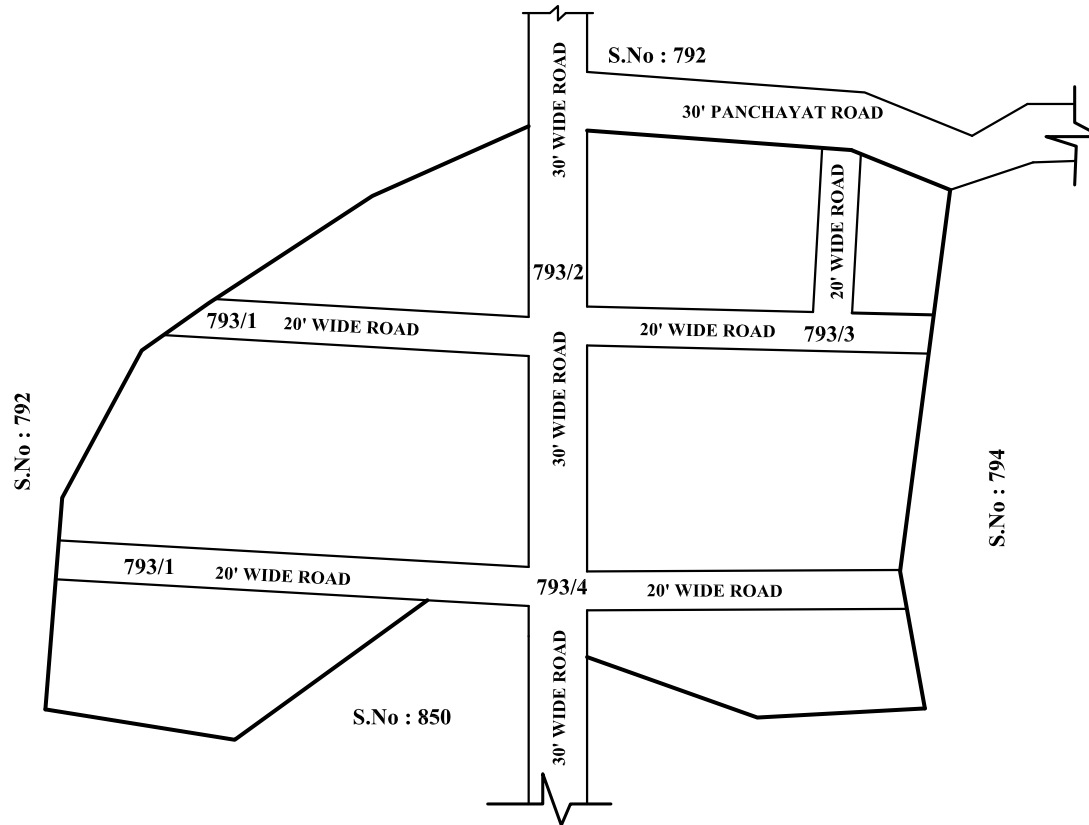 S.No : 792
30' WIDE ROAD
30' PANCHAYAT ROAD
20' WIDE ROAD
793/2
793/1
20' WIDE ROAD
20' WIDE ROAD
793/3
30' WIDE ROAD
S.No : 792
S.No : 794
793/1
20' WIDE ROAD
793/4
20' WIDE ROAD
30' WIDE ROAD
S.No : 850